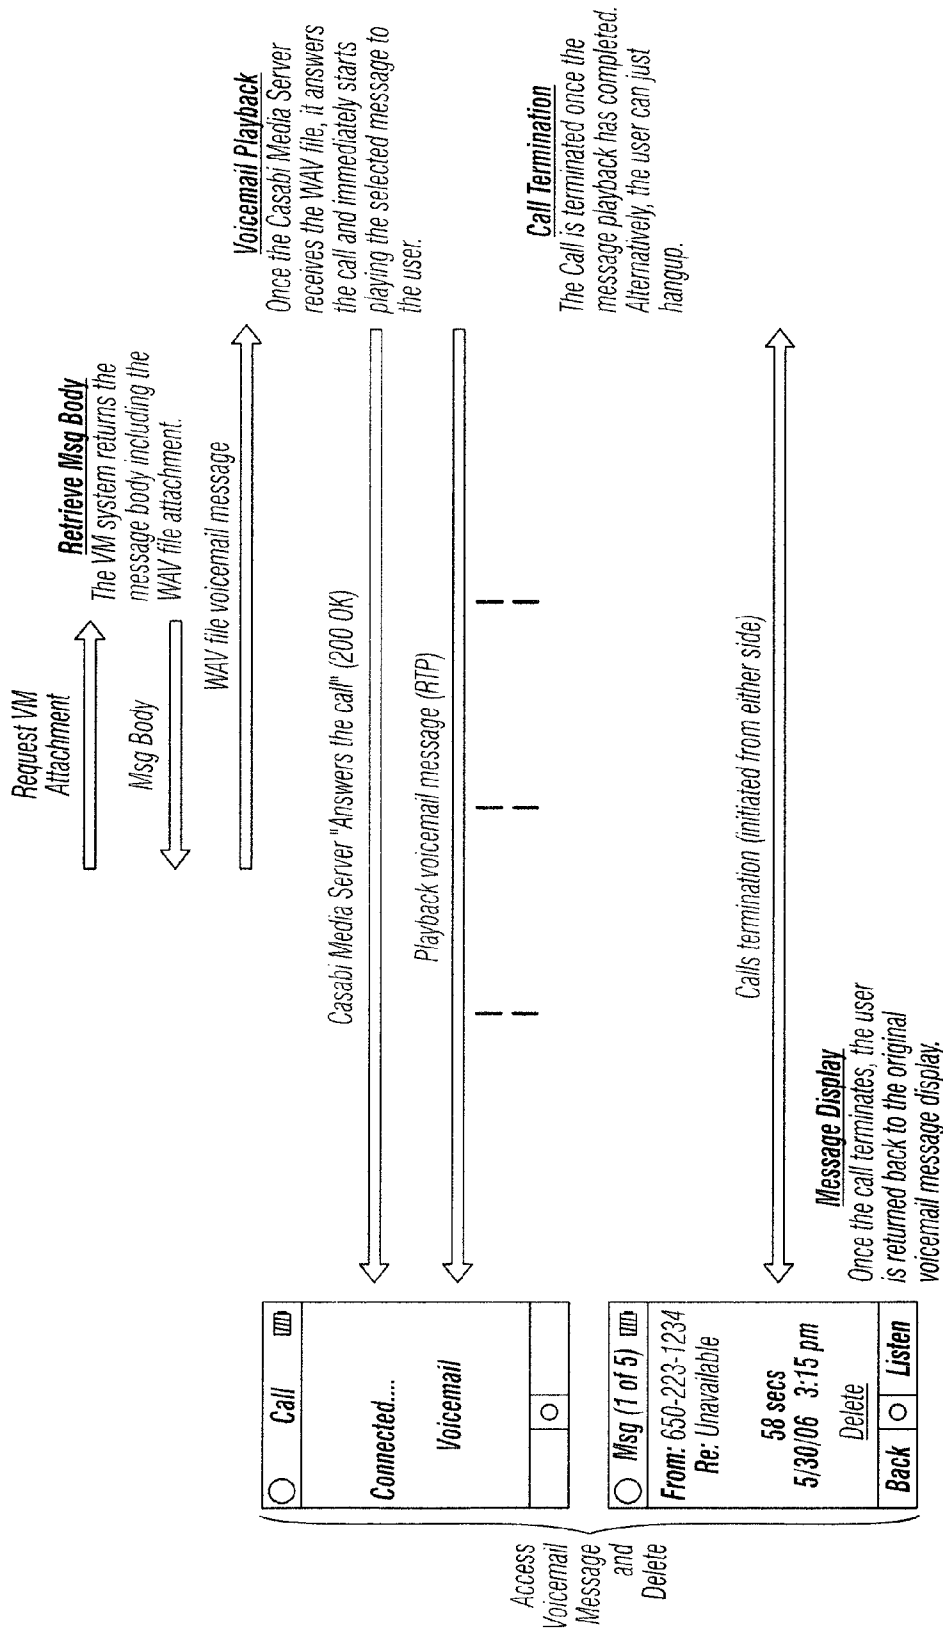 Request VM
Attachment
Retrieve Msg Body
The VM system returns the
message body including the
WAV file attachment.
Msg Body
WAV file voicemail message
Voicemail Playback
Once the Casabi Media Server
receives the WAV file, it answers
the call and immediately starts
playing the selected message to
the user.
Call
Connected.....
Voicemail
Casabi Media Server "Answers the call" (200 OK)
Playback voicemail message (RTP)
Access
Voicemail
Message
and
Delete
Call Termination
The Call is terminated once the
message playback has completed.
Alternatively, the user can just
hangup.
Msg (1 of 5)
From: 650-223-1234
Re: Unavailable
58 secs
5/30/06 3:15 pm
Delete
Back Listen
Calls termination (initiated from either side)
Message Display
Once the call terminates, the user
is returned back to the original
voicemail message display.